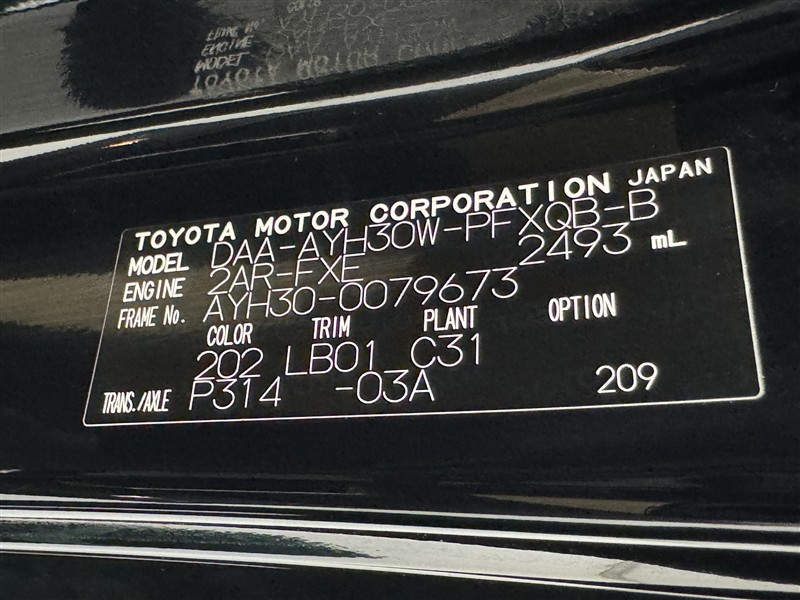 TOYOTA MOTOR CORPORATION JAPAN
MODEL DAA-AYH30W-PFXQB-B
ENGINE 2AR-FXE 2493 mL
FRAME No. AYH30-0079673
COLOR TRIM PLANT OPTION
202 LB01 C31
TRANS./AXLE P314 -03A 209